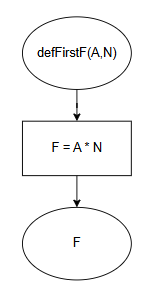 defFirstF(A,N)
F = A * N
F